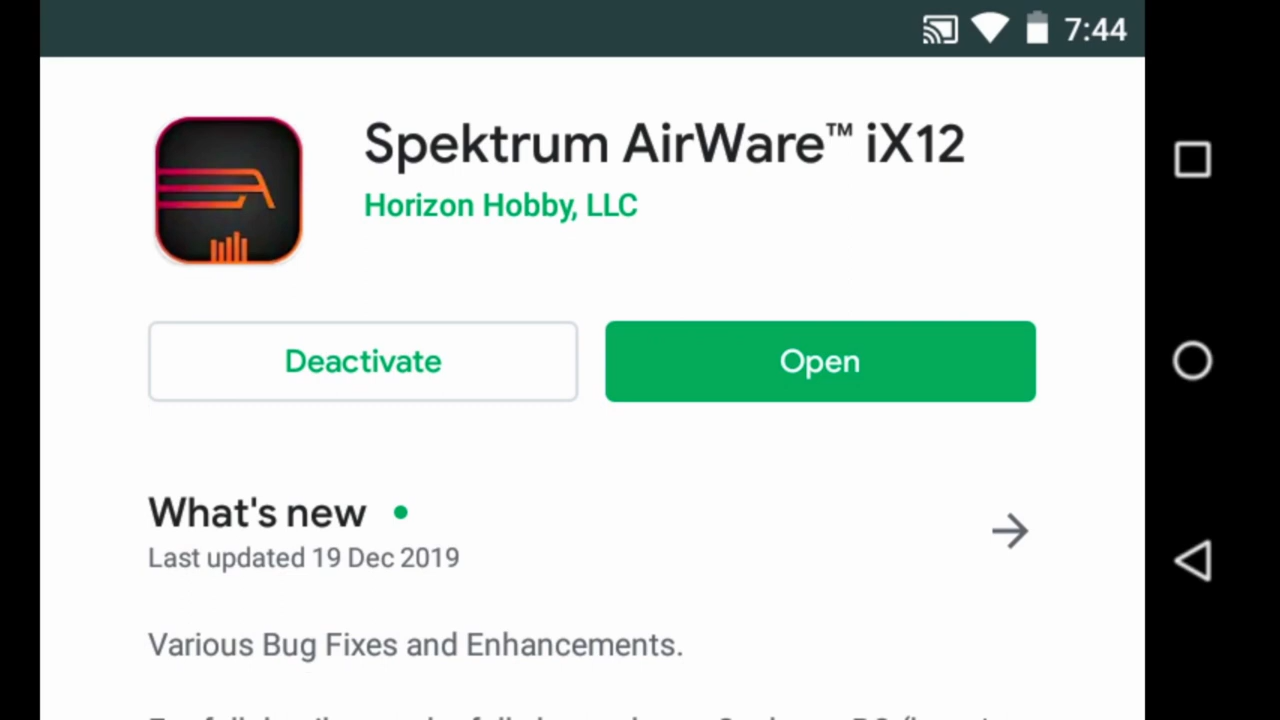 7:44
Spektrum AirWare™ iX12
Horizon Hobby, LLC
Deactivate
Open
What's new
Last updated 19 Dec 2019
Various Bug Fixes and Enhancements.